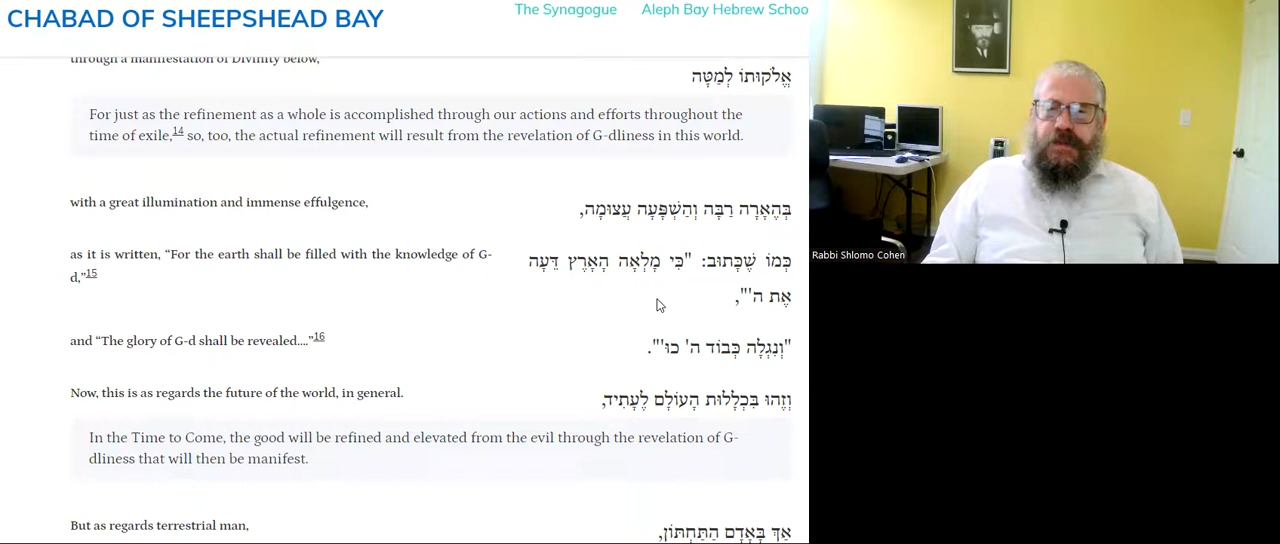 CHABAD OF SHEEPSHEAD BAY
The Synagogue Aleph Bay Hebrew Schoo
through a manifestation of Divinity below,
אֱלֹקוּתוֹ לְמַטָּה
For just as the refinement as a whole is accomplished through our actions and efforts throughout the
time of exile,14 so, too, the actual refinement will result from the revelation of G-dliness in this world.
with a great illumination and immense effulgence,
בְּהֶאָרָה רַבָּה וְהַשְׁפָּעָה עֲצוּמָה,
as it is written, “For the earth shall be filled with the knowledge of G-
d,”15
כְּמוֹ שֶׁכָּתוּב: "כִּי מָלְאָה הָאָרֶץ דֵּעָה
אֶת ה'",
and “The glory of G-d shall be revealed....”16
"וְנִגְלָה כְּבוֹד ה' כוּ'".
Now, this is as regards the future of the world, in general.
וְזֶהוּ בִּכְלָלוּת הָעוֹלָם לֶעָתִיד,
In the Time to Come, the good will be refined and elevated from the evil through the revelation of G-
dliness that will then be manifest.
But as regards terrestrial man,
אַךְ בָּאָדָם הַתַּחְתּוֹן,
Rabbi Shlomo Cohen